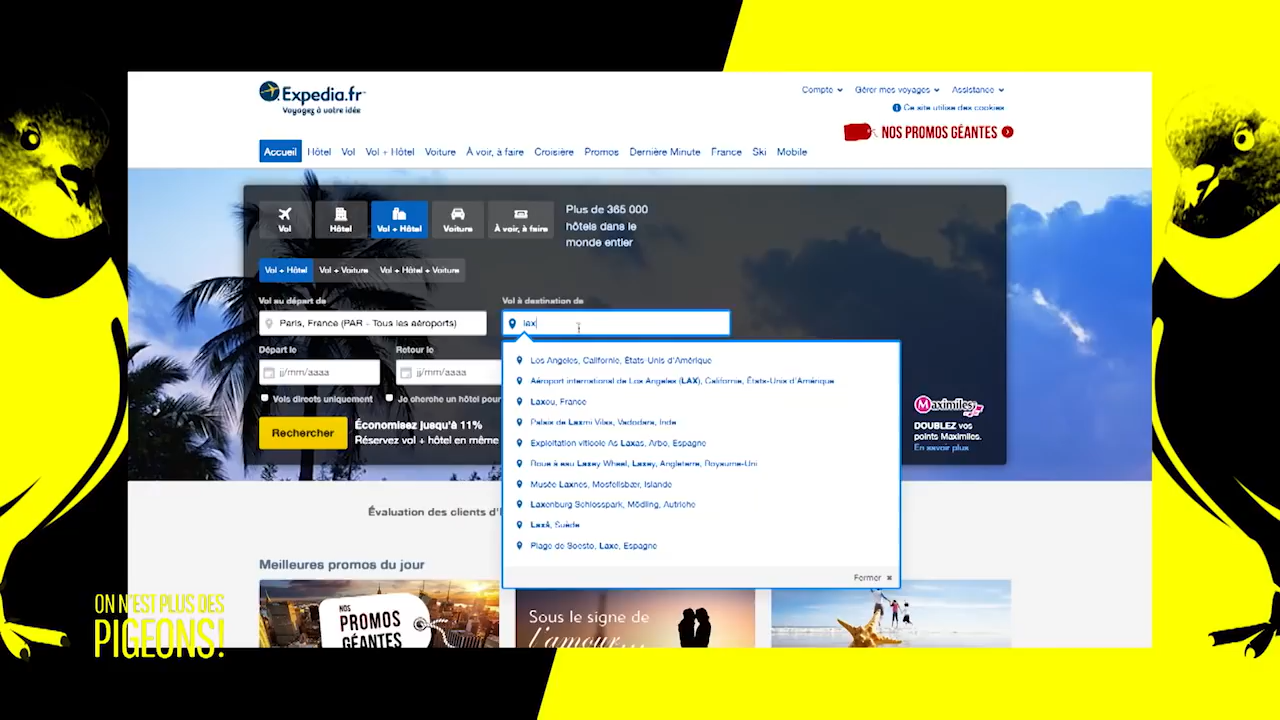 Expedia.fr
Voyagez à votre idée
Compte
Gérer mes voyages
Assistance
Ce site utilise des cookies
NOS PROMOS GÉANTES
Accueil
Hôtel
Vol
Vol + Hôtel
Voiture
À voir, à faire
Croisière
Promos
Dernière Minute
France
Ski
Mobile
Vol
Hôtel
Vol + Hôtel
Voiture
À voir, à faire
Plus de 365 000
hôtels dans le
monde entier
Vol + Hôtel
Vol + Voiture
Vol + Hôtel + Voiture
Vol au départ de
Vol à destination de
Paris, France (PAR - Tous les aéroports)
lax
Départ le
Retour le
jj/mm/aaaa
jj/mm/aaaa
Vols directs uniquement
Je cherche un hôtel pour
Rechercher
Économisez jusqu'à 11%
Réservez vol + hôtel en même
Los Angeles, Californie, États-Unis d'Amérique
Aéroport international de Los Angeles (LAX), Californie, États-Unis d'Amérique
Laxou, France
Palais de Laxmi Vilas, Vadodara, Inde
Exploitation viticole As Laxas, Arbo, Espagne
Roue à eau Laxey Wheel, Laxey, Angleterre, Royaume-Uni
Musée Laxnes, Mosfellsbær, Islande
Laxenburg Schlosspark, Mödling, Autriche
Laxå, Suède
Plage de Soesto, Laxe, Espagne
Fermer
Maximiles
DOUBLEZ vos
points Maximiles.
En savoir plus
Évaluation des clients d'
Meilleures promos du jour
NOS
PROMOS
GÉANTES
Sous le signe de
l'amour...
ON N'EST PLUS DES
PIGEONS!